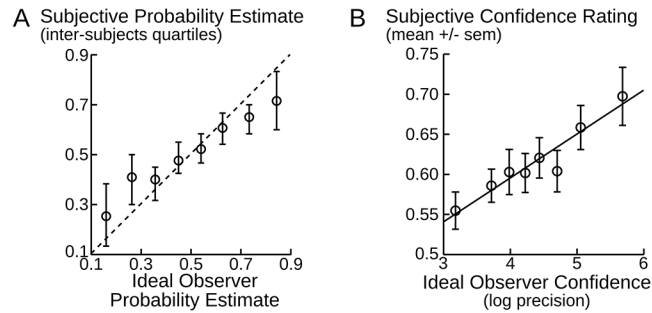 A Subjective Probability Estimate
(inter-subjects quartiles)
0.9
0.7
0.5
0.3
0.1
0.1 0.3 0.5 0.7 0.9
Ideal Observer
Probability Estimate
B Subjective Confidence Rating
(mean +/- sem)
0.75
0.70
0.65
0.60
0.55
0.5
3 4 5 6
Ideal Observer Confidence
(log precision)